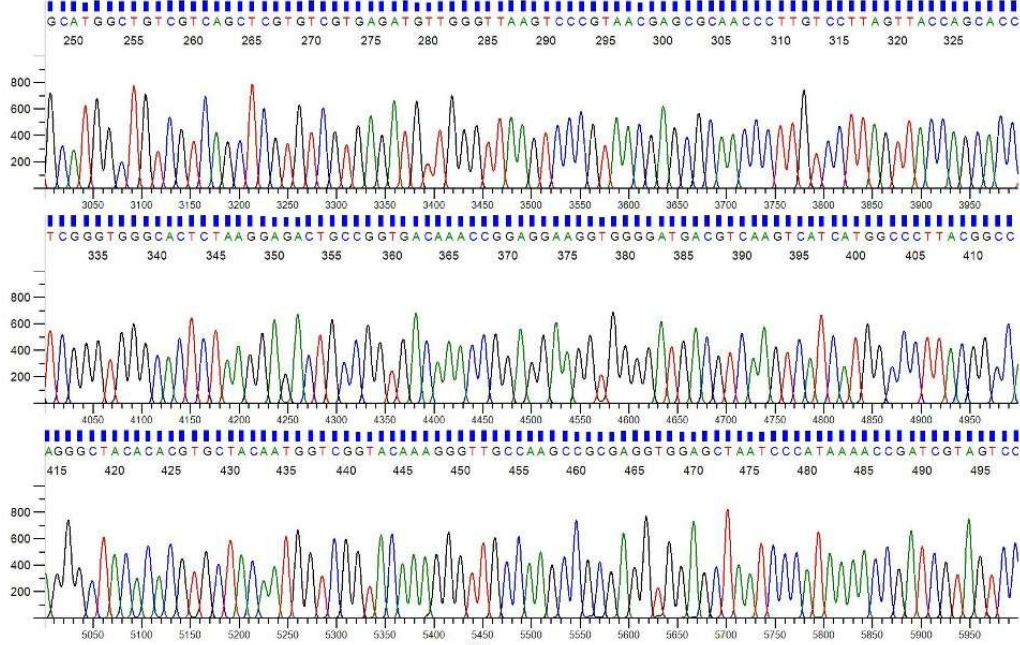 GCATGGCTGTCGTCAGCTCGTGTCGTGAGATGTTGGGTTAAGTCCCGTAACGAGCGCAACCCTTGTCCTTAGTTACCAGCACC
250 255 260 265 270 275 280 285 290 295 300 305 310 315 320 325
800
600
400
200
3050 3100 3150 3200 3250 3300 3350 3400 3450 3500 3550 3600 3650 3700 3750 3800 3850 3900 3950
TCGGGTGGGCACTCTAAGGAGACTGCCGGTGACAAACCGGAGGAAGGTGGGGATGACGTCAAGTCATCATGGCCCTTACGGCC
335 340 345 350 355 360 365 370 375 380 385 390 395 400 405 410
800
600
400
200
4050 4100 4150 4200 4250 4300 4350 4400 4450 4500 4550 4600 4650 4700 4750 4800 4850 4900 4950
AGGGCTACACACGTGCTACAATGGTCGGTACAAAGGGTTGCCAAGCCGCGAGGTGGAGCTAATCCCATAAAACCGATCGTAGTCC
415 420 425 430 435 440 445 450 455 460 465 470 475 480 485 490 495
800
600
400
200
5050 5100 5150 5200 5250 5300 5350 5400 5450 5500 5550 5600 5650 5700 5750 5800 5850 5900 5950